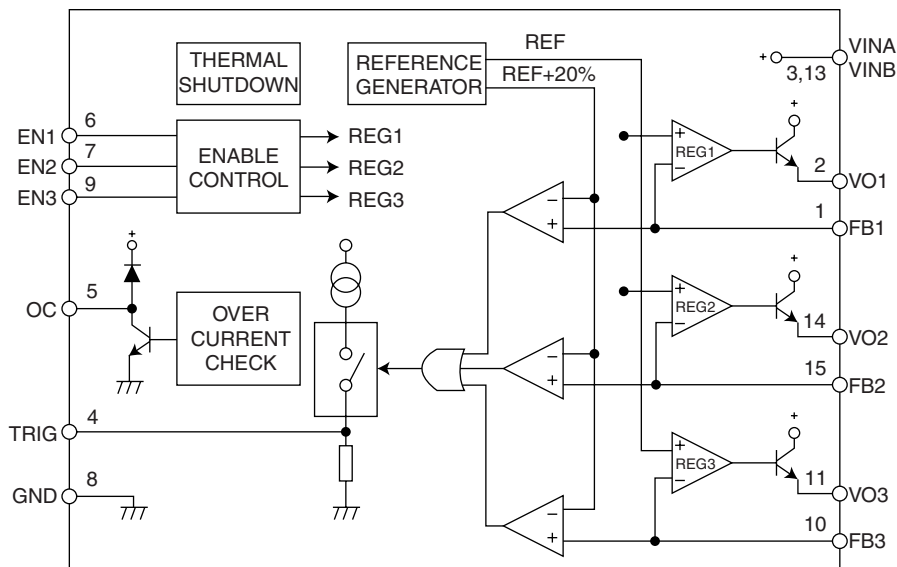 THERMAL
SHUTDOWN
REFERENCE
GENERATOR
REF
REF+20%
+
3,13
VINA
VINB
EN1
6
EN2
7
EN3
9
ENABLE
CONTROL
REG1
REG2
REG3
+
REG1
−
+
2
VO1
1
FB1
−
+
+
OC
5
OVER
CURRENT
CHECK
+
REG2
−
+
14
VO2
15
FB2
−
+
TRIG
4
GND
8
+
REG3
−
+
11
VO3
10
FB3
−
+